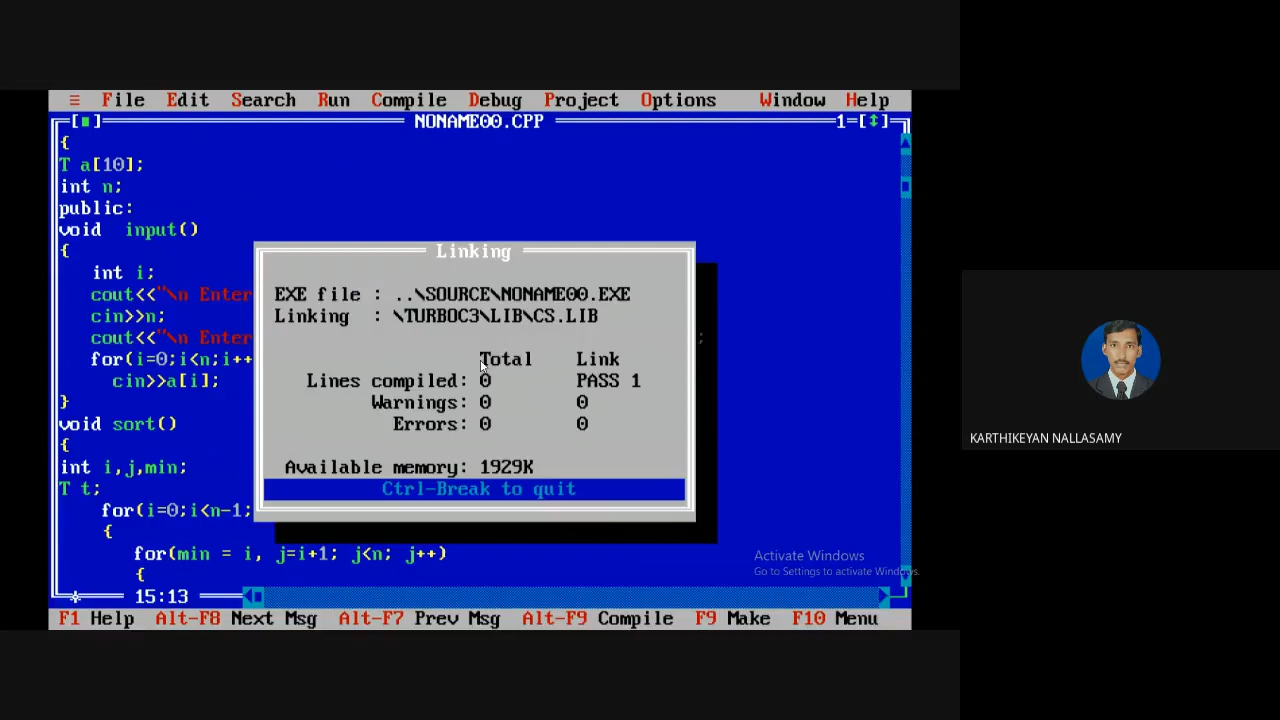 ≡ File Edit Search Run Compile Debug Project Options Window Help
[■] NONAME00.CPP 1=[↕]
{
T a[10];
int n;
public:
void input()
{
int i;
cout<<"\n Enter
cin>>n;
cout<<"\n Enter ;
for(i=0;i<n;i++
cin>>a[i];
}
void sort()
{
int i,j,min;
T t;
for(i=0;i<n-1;
{
for(min = i, j=i+1; j<n; j++)
{
15:13
Linking
EXE file : ..\SOURCE\NONAME00.EXE
Linking : \TURBOC3\LIB\CS.LIB
Total Link
Lines compiled: 0 PASS 1
Warnings: 0 0
Errors: 0 0
Available memory: 1929K
Ctrl-Break to quit
Activate Windows
Go to Settings to activate Windows.
F1 Help Alt-F8 Next Msg Alt-F7 Prev Msg Alt-F9 Compile F9 Make F10 Menu
KARTHIKEYAN NALLASAMY